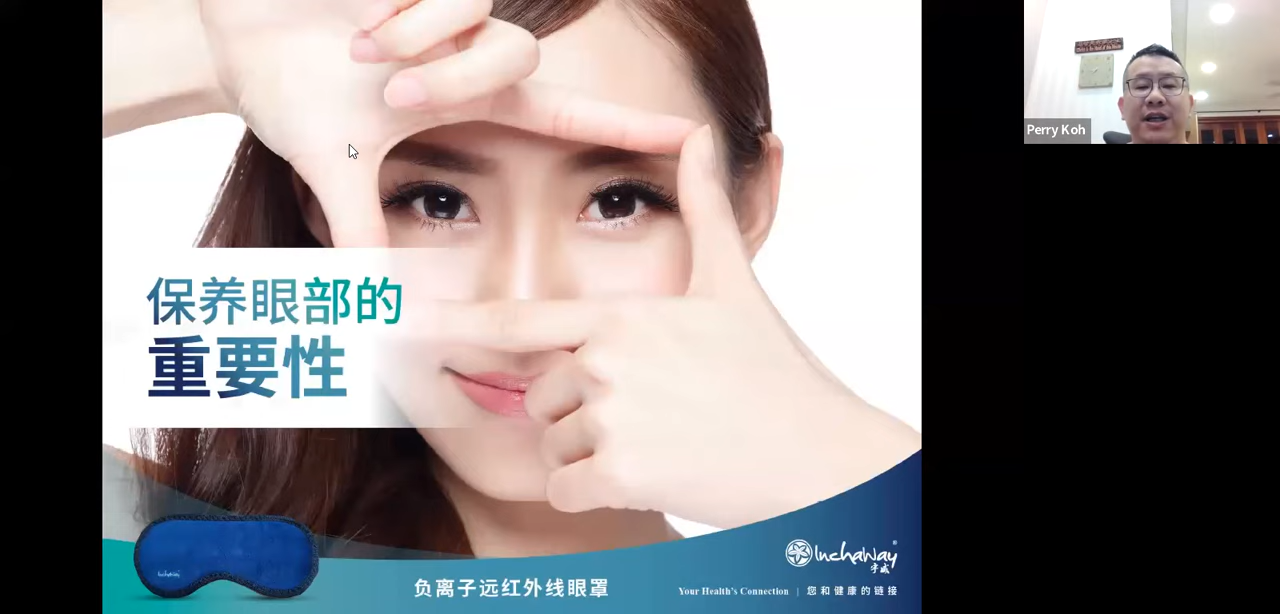 Perry Koh
保养眼部的
重要性
Inchaway
Inchaway®
宇威
负离子远红外线眼罩
Your Health's Connection | 您和健康的链接